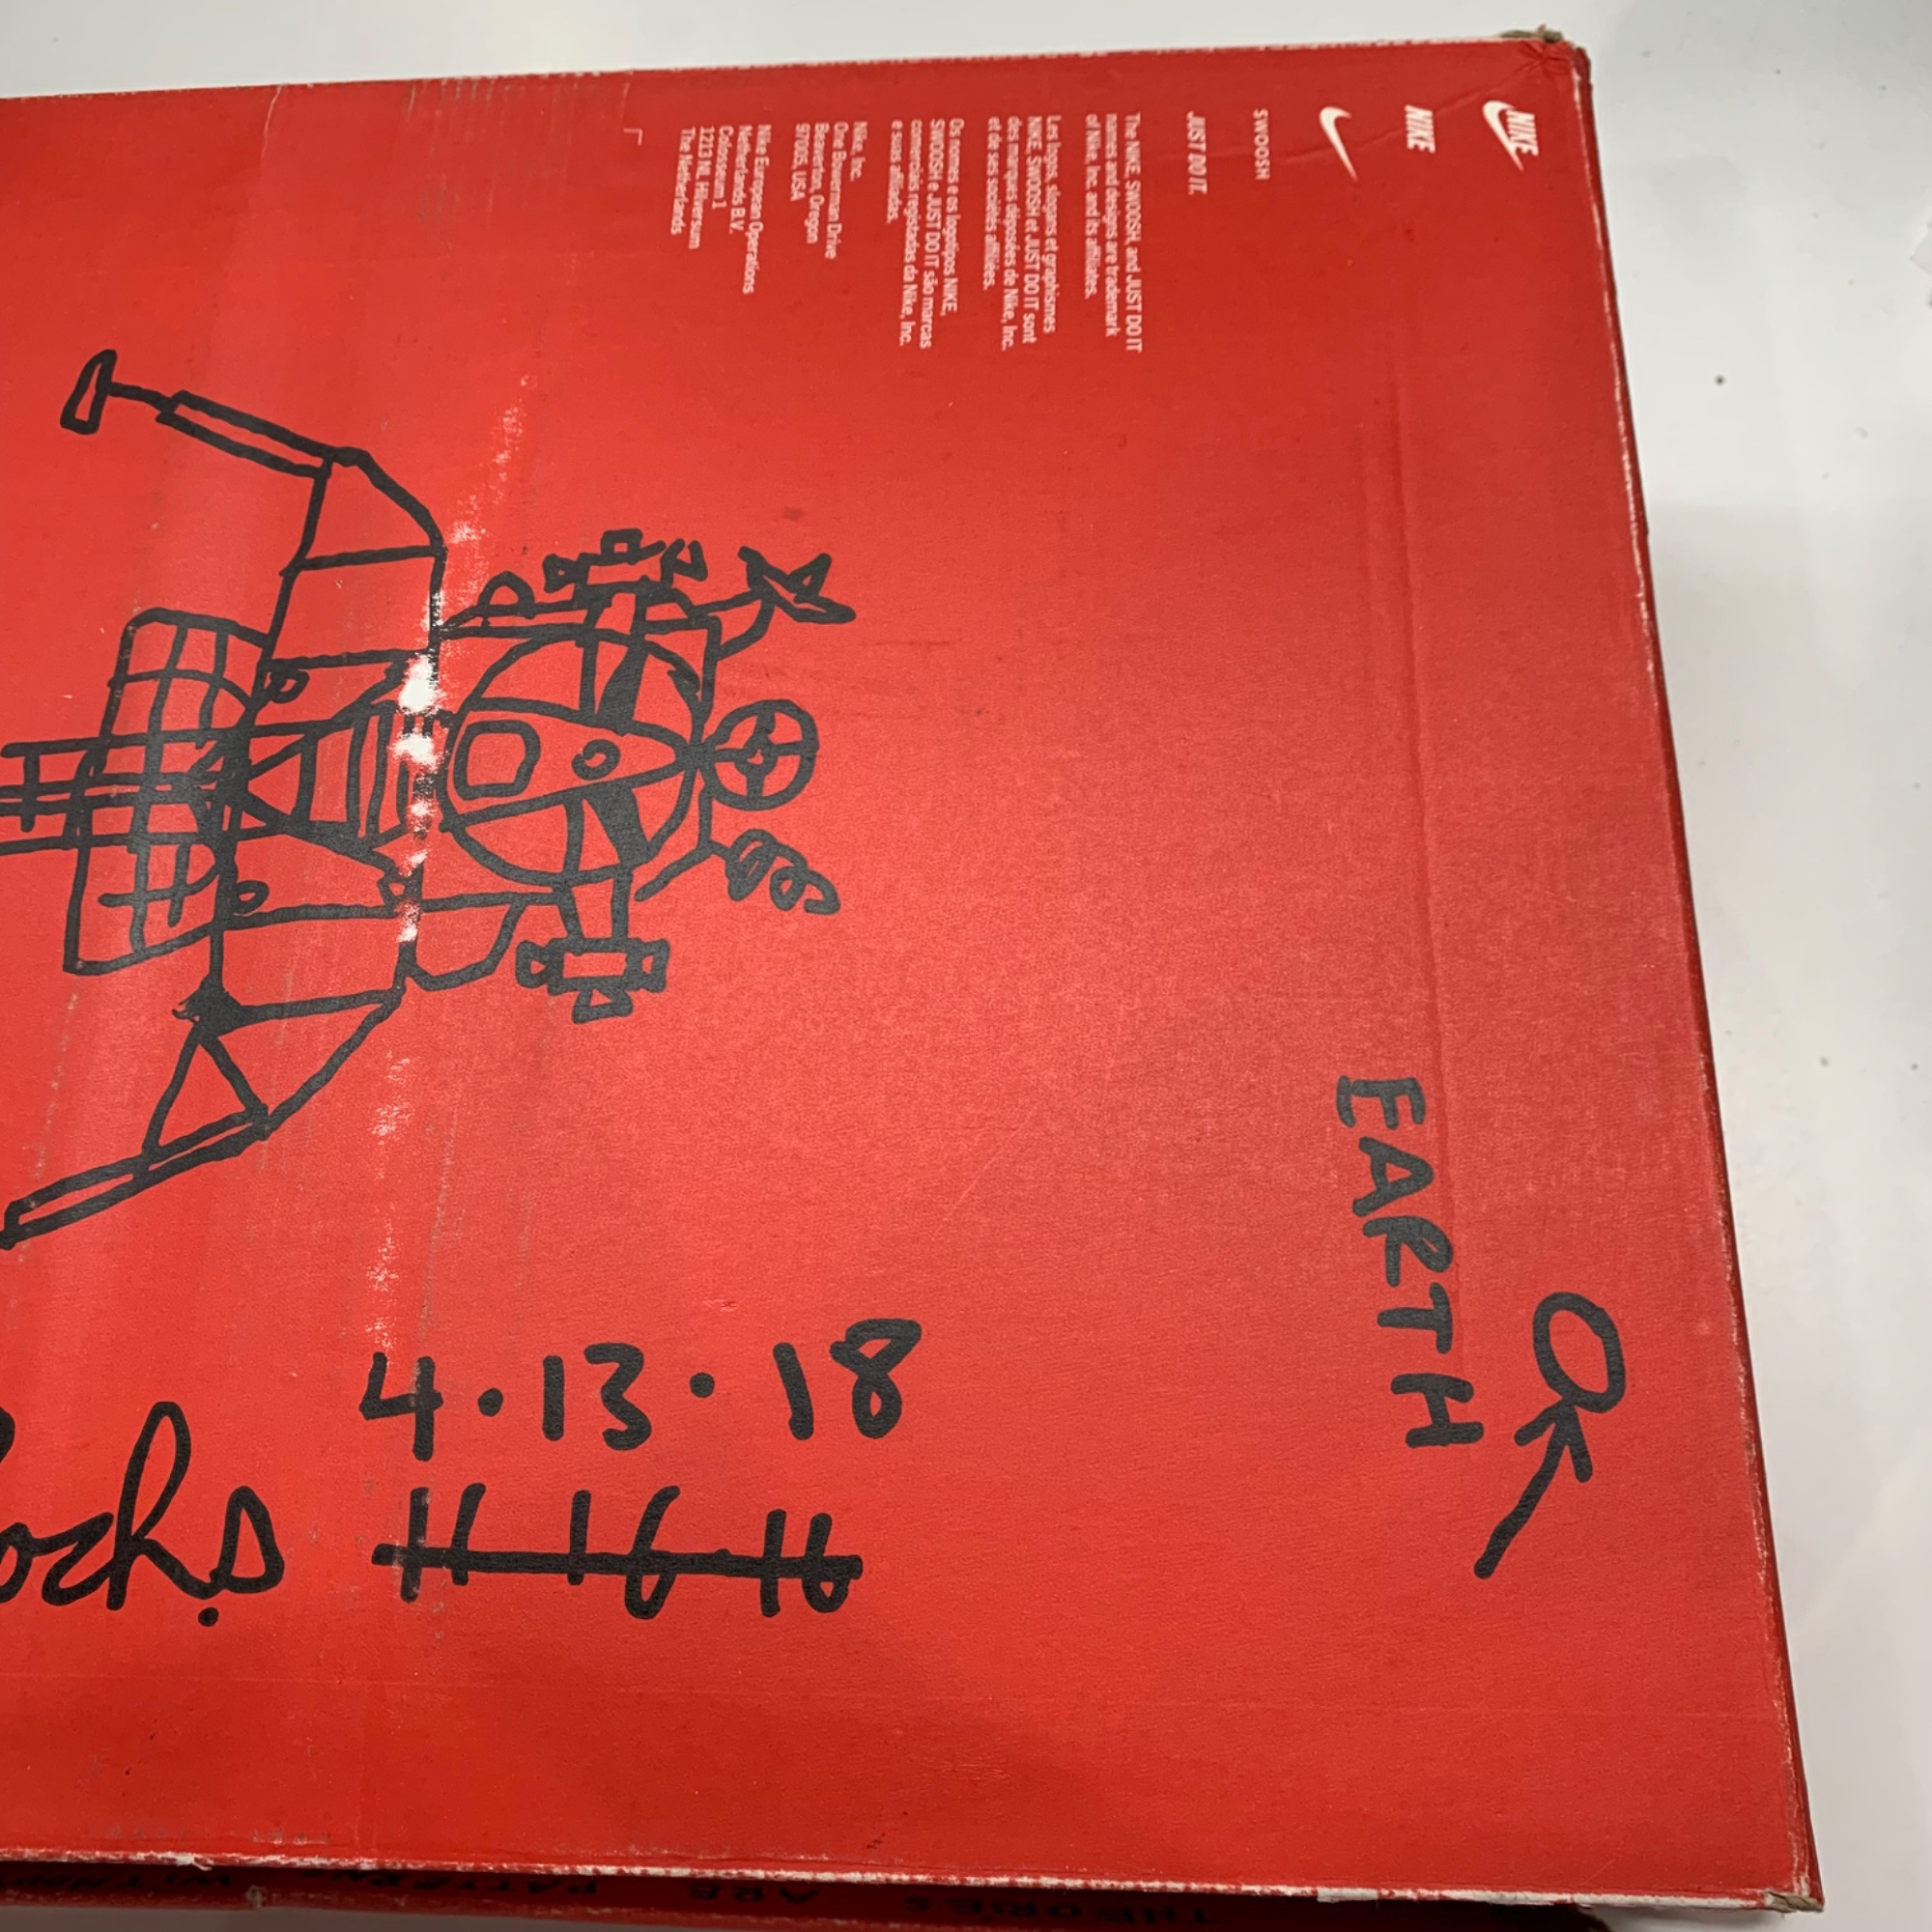 NIKE
NIKE
SWOOSH
JUST DO IT.
The NIKE, SWOOSH, and JUST DO IT
names and designs are trademark
of Nike, Inc. and its affiliates.
Les logos, slogans et graphismes
NIKE, SWOOSH et JUST DO IT sont
des marques déposées de Nike, Inc.
et de ses sociétés affiliées.
Os nomes e os logotipos NIKE,
SWOOSH e JUST DO IT são marcas
comerciais registadas da Nike, Inc.
e suas afiliadas.
Nike, Inc.
One Bowerman Drive
Beaverton, Oregon
97005, USA
Nike European Operations
Netherlands B.V.
Colosseum 1
1213 NL Hilversum
The Netherlands
EARTH
4·13·18
THEORIES ARE PATTERNS